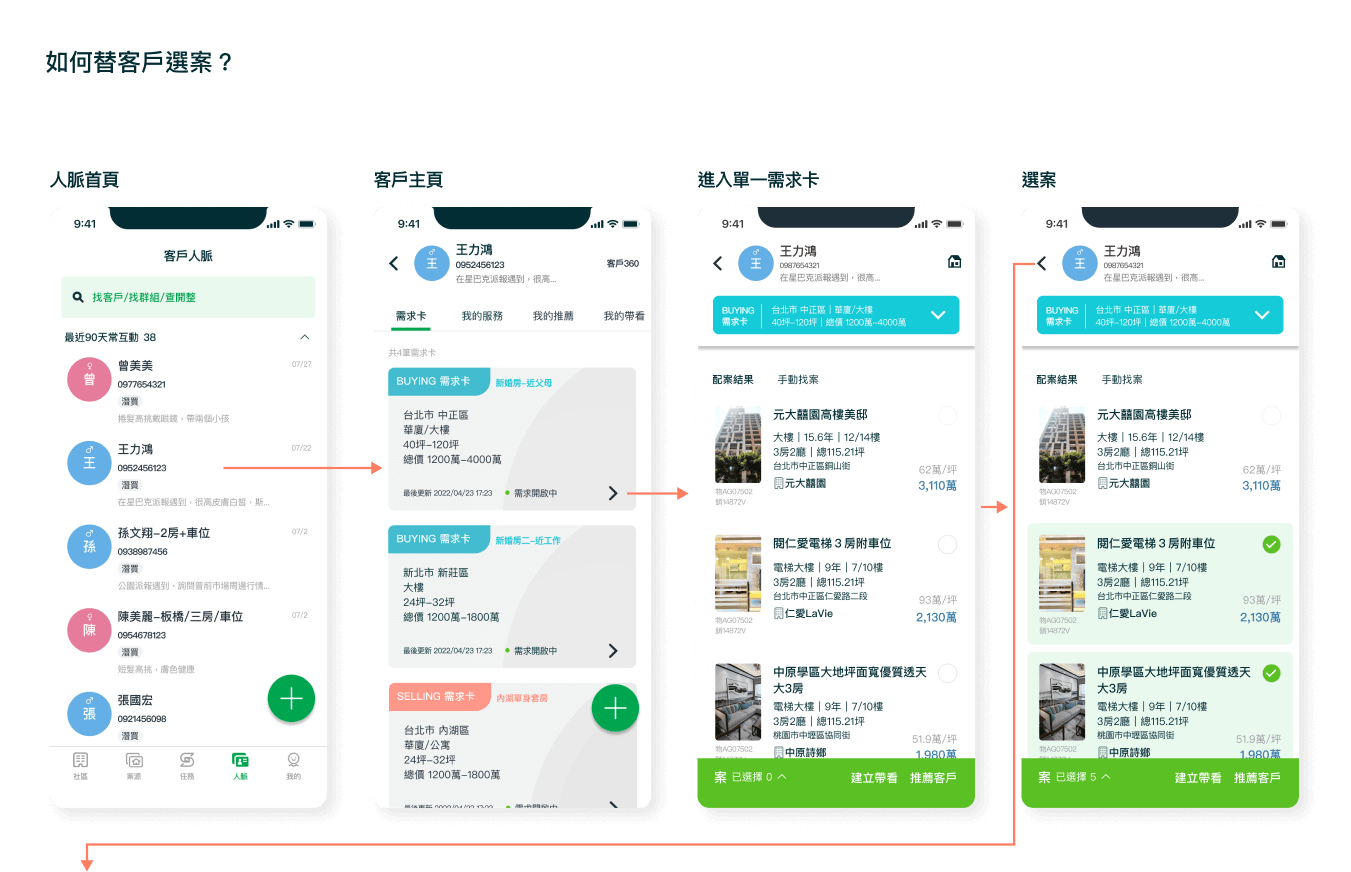 如何替客戶選案？
人脈首頁
9:41
客戶人脈
找客戶/找群組/查開整
最近90天常互動 38
曾
曾美美
07/27
0977654321
潛買
捲髮高挑戴眼鏡，帶兩個小孩
王
王力鴻
07/22
0952456123
潛買
在星巴克派報遇到，很高皮膚白皙，斯...
孫
孫文翔-2房+車位
07/2
0938987456
潛買
公園派報遇到，詢問曾前市場周邊行情...
陳
陳美麗-板橋/三房/車位
07/2
0954678123
潛買
短髮高挑，膚色健康
張
張國宏
0921456098
潛買
社區
案源
任務
人脈
我的
客戶主頁
9:41
王
王力鴻
0952456123
在星巴克派報遇到，很高...
客戶360
需求卡
我的服務
我的推薦
我的帶看
共4筆需求卡
BUYING 需求卡
新婚房-近父母
台北市 中正區
華廈/大樓
40坪-120坪
總價 1200萬-4000萬
最後更新 2022/04/23 17:23
需求開啟中
BUYING 需求卡
新婚房二-近工作
新北市 新莊區
大樓
24坪-32坪
總價 1200萬-1800萬
最後更新 2022/04/23 17:23
需求開啟中
SELLING 需求卡
內湖單身套房
台北市 內湖區
華廈/公寓
24坪-32坪
總價 1200萬-1800萬
最後更新 2022/04/23 17:23
需求開啟中
進入單一需求卡
9:41
王
王力鴻
0987654321
在星巴克派報遇到，很高...
BUYING
需求卡
台北市 中正區｜華廈/大樓
40坪-120坪｜總價 1200萬-4000萬
配案結果
手動找案
元大囍園高樓美邸
大樓｜15.6年｜12/14樓
3房2廳｜總115.21坪
台北市中正區銅山街
元大囍園
62萬/坪
3,110萬
物AG07502
銷14872V
閱仁愛電梯３房附車位
電梯大樓｜9年｜7/10樓
3房2廳｜總115.21坪
台北市中正區仁愛路二段
仁愛LaVie
93萬/坪
2,130萬
物AG07502
銷14872V
中原學區大地坪面寬優質透天
大3房
電梯大樓｜9年｜7/10樓
3房2廳｜總115.21坪
桃園市中壢區協同街
中原詩鄉
51.9萬/坪
1,980萬
物AG07502
銷14872V
案 已選擇 0
建立帶看
推薦客戶
選案
9:41
王
王力鴻
0987654321
在星巴克派報遇到，很高...
BUYING
需求卡
台北市 中正區｜華廈/大樓
40坪-120坪｜總價 1200萬-4000萬
配案結果
手動找案
元大囍園高樓美邸
大樓｜15.6年｜12/14樓
3房2廳｜總115.21坪
台北市中正區銅山街
元大囍園
62萬/坪
3,110萬
物AG07502
銷14872V
閱仁愛電梯３房附車位
電梯大樓｜9年｜7/10樓
3房2廳｜總115.21坪
台北市中正區仁愛路二段
仁愛LaVie
93萬/坪
2,130萬
物AG07502
銷14872V
中原學區大地坪面寬優質透天
大3房
電梯大樓｜9年｜7/10樓
3房2廳｜總115.21坪
桃園市中壢區協同街
中原詩鄉
51.9萬/坪
1,980萬
物AG07502
銷14872V
案 已選擇 5
建立帶看
推薦客戶